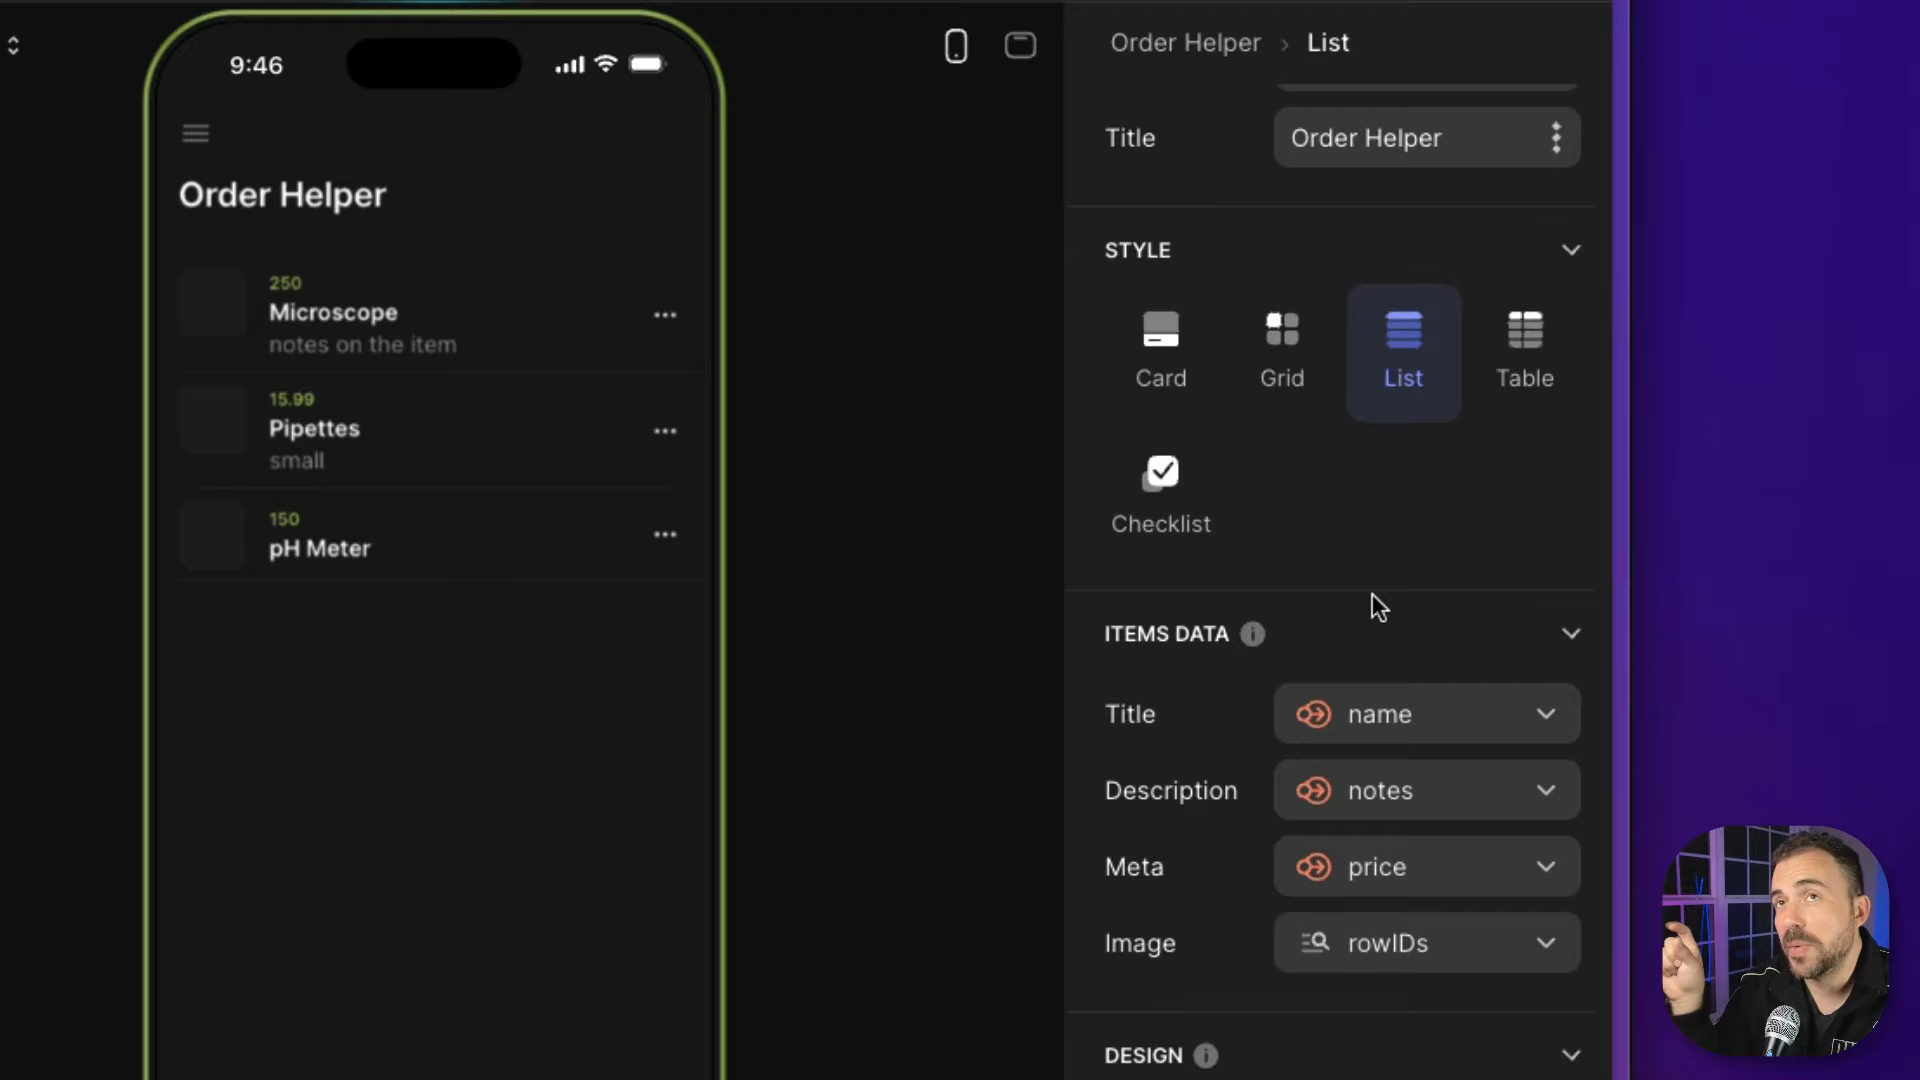 9:46
Order Helper
250
Microscope
notes on the item
15.99
Pipettes
small
150
pH Meter
Order Helper › List
Title
Order Helper
STYLE
Card
Grid
List
Table
Checklist
ITEMS DATA
Title
name
Description
notes
Meta
price
Image
rowIDs
DESIGN